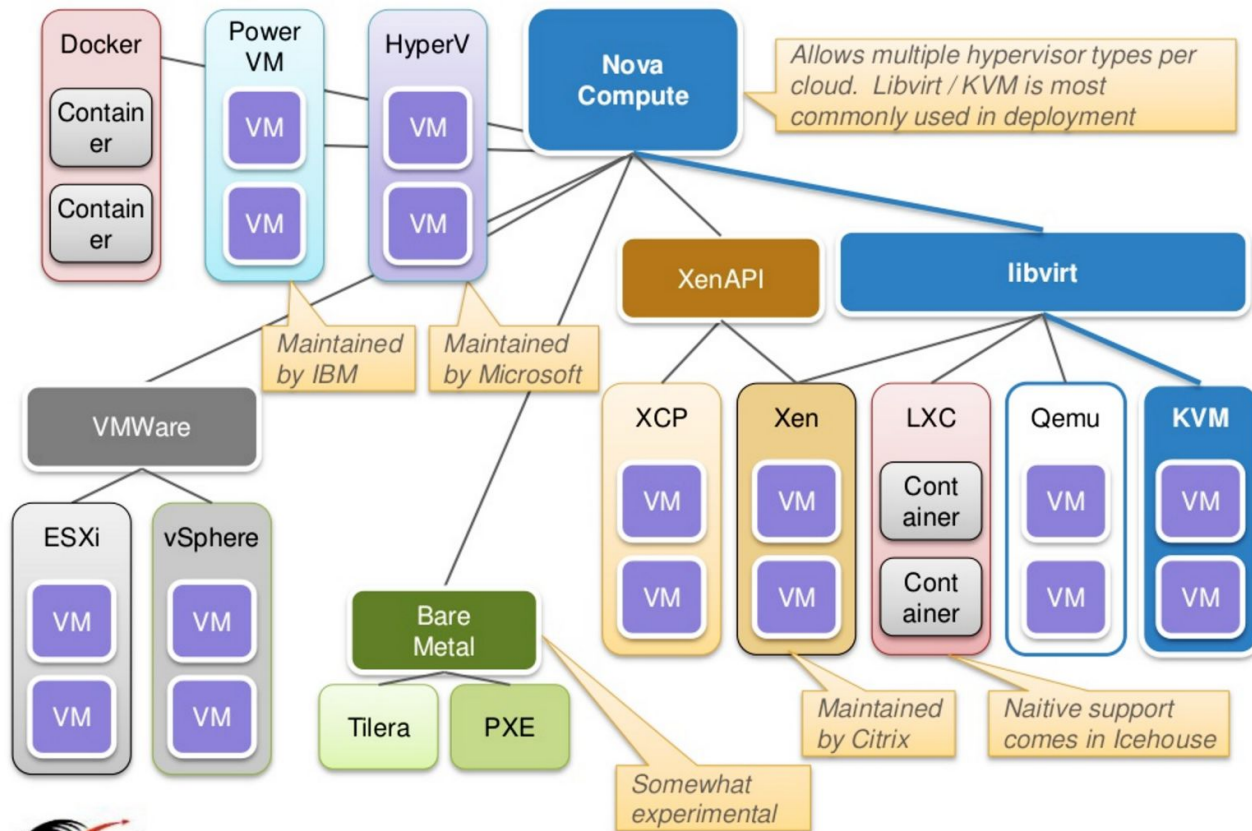 Docker
Contain
er
Contain
er
Power
VM
VM
VM
HyperV
VM
VM
Nova
Compute
Allows multiple hypervisor types per
cloud. Libvirt / KVM is most
commonly used in deployment
Maintained
by IBM
Maintained
by Microsoft
XenAPI
libvirt
VMWare
ESXi
VM
VM
vSphere
VM
VM
Bare
Metal
Tilera
PXE
Somewhat
experimental
XCP
VM
VM
Xen
VM
VM
LXC
Cont
ainer
Cont
ainer
Qemu
VM
VM
KVM
VM
VM
Maintained
by Citrix
Naitive support
comes in Icehouse